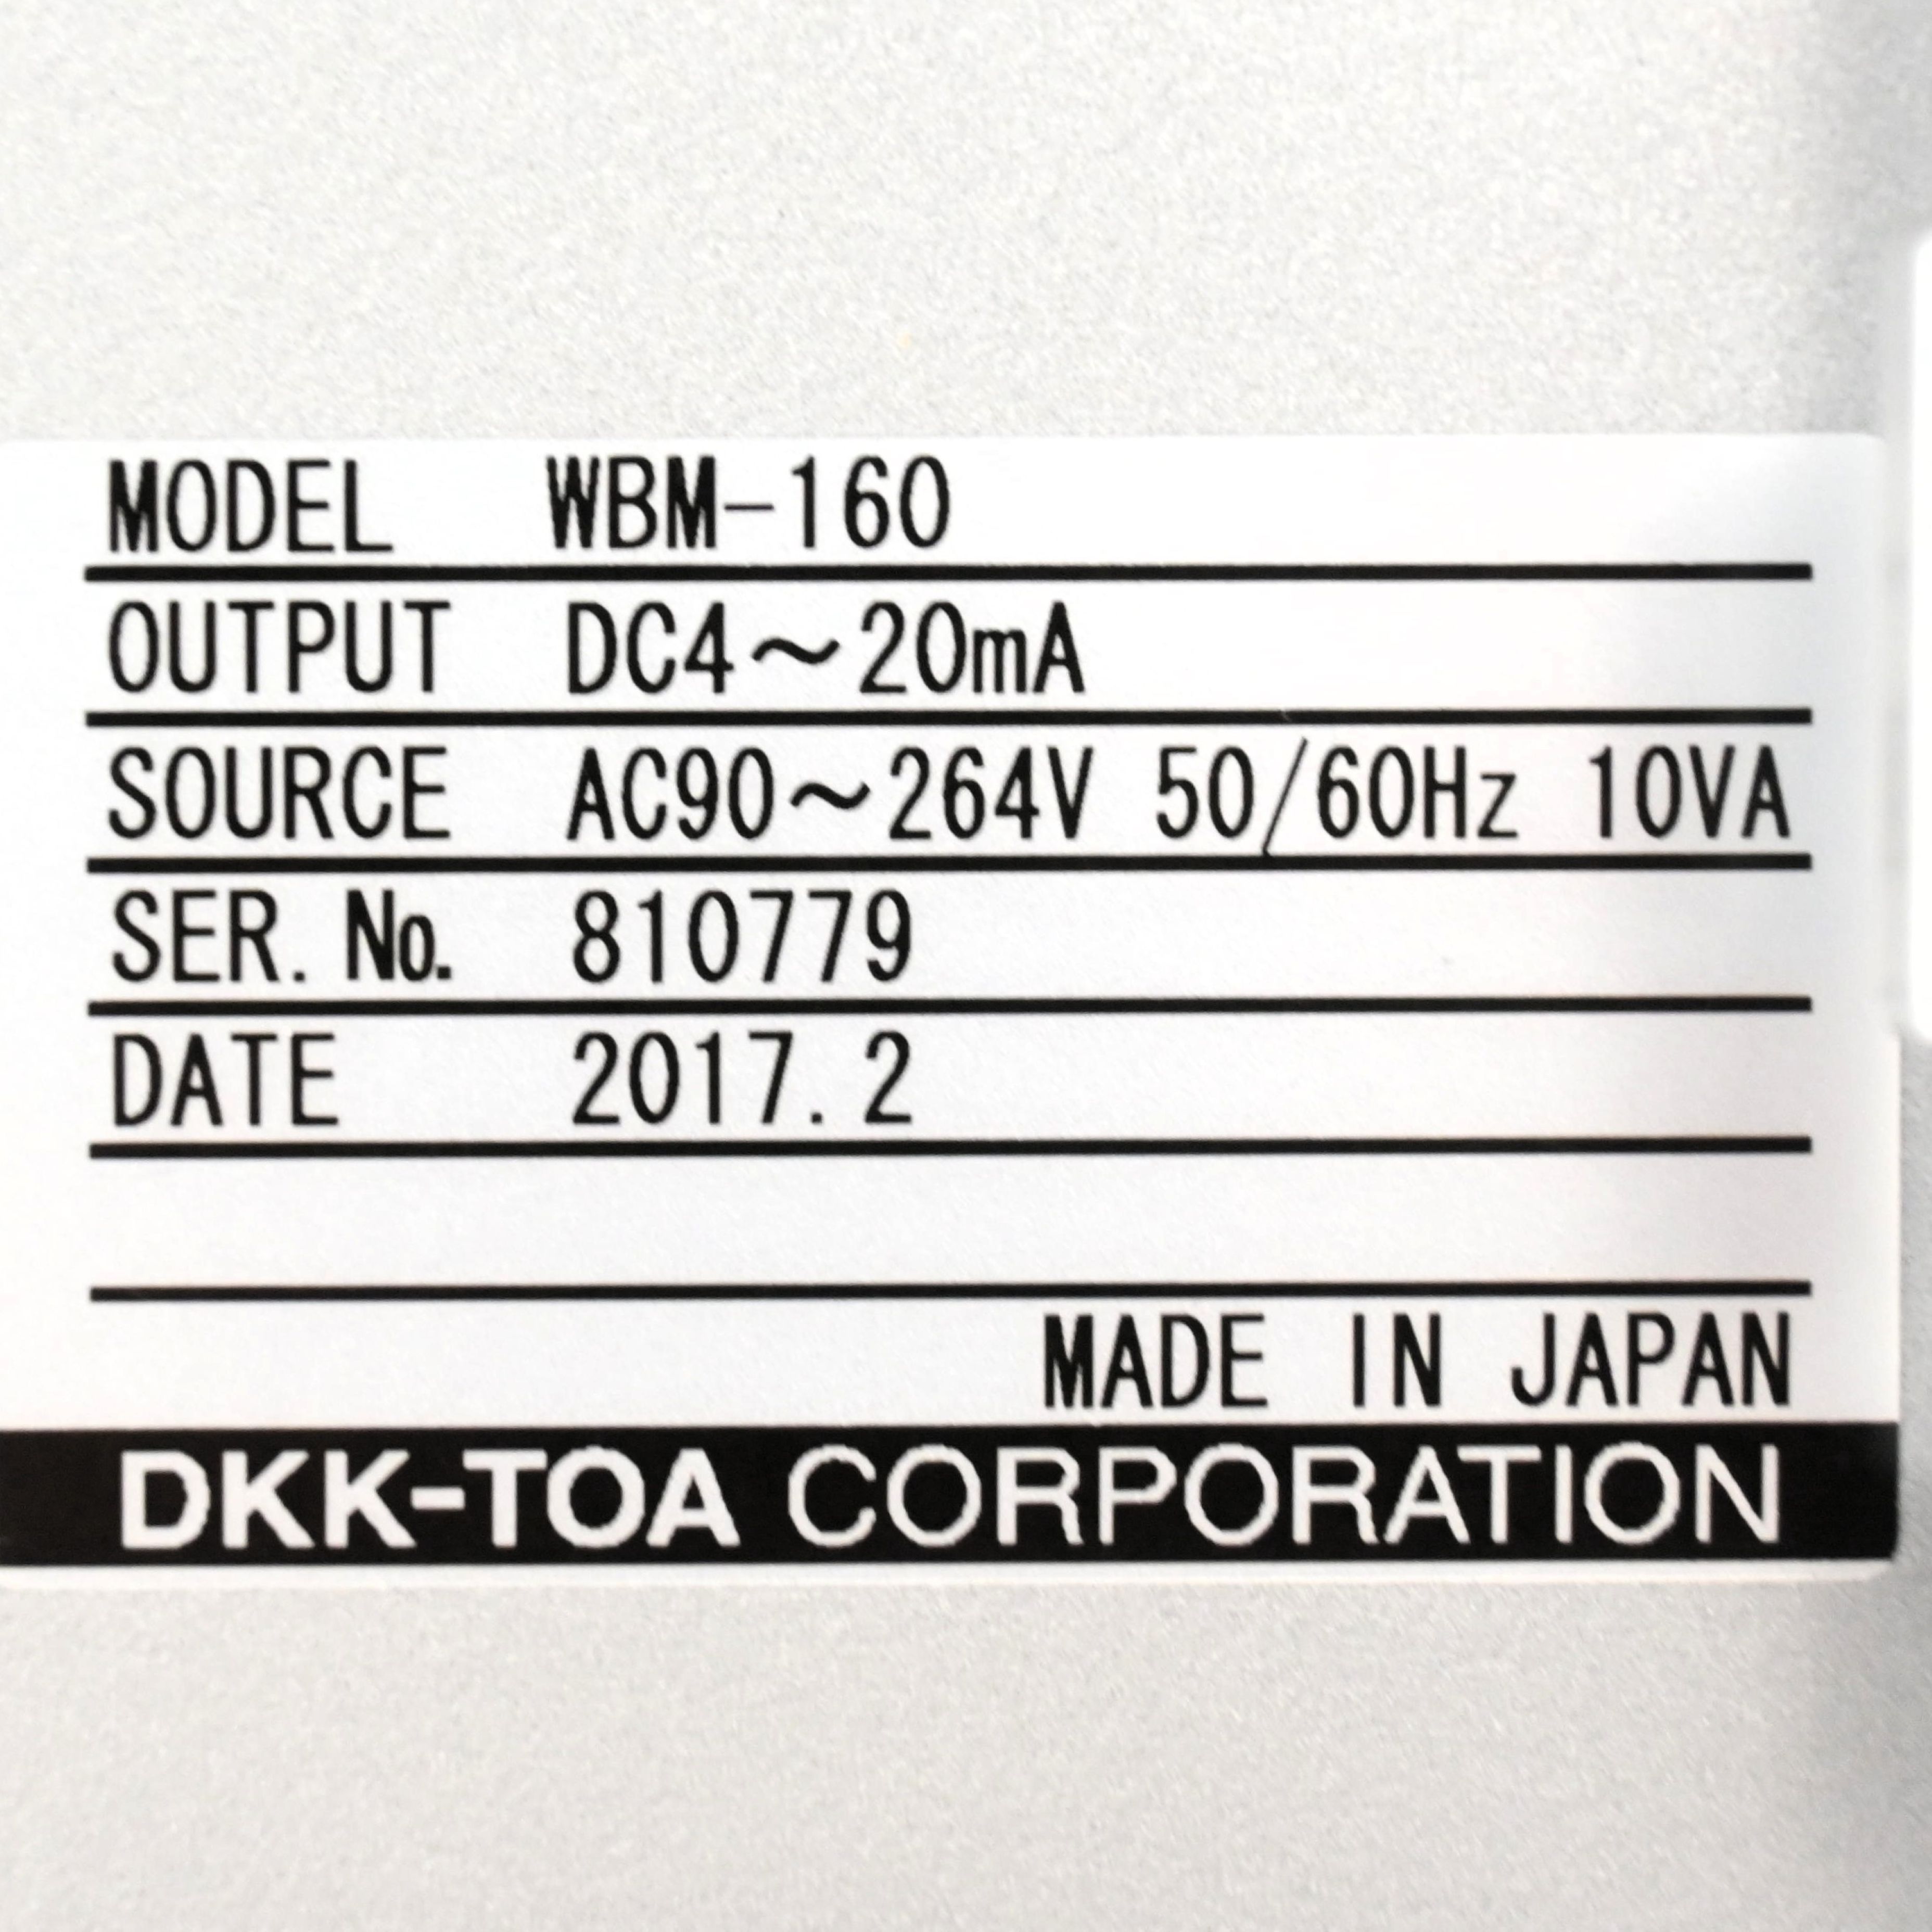 MODEL WBM-160
OUTPUT DC4～20mA
SOURCE AC90～264V 50/60Hz 10VA
SER. No. 810779
DATE 2017. 2
MADE IN JAPAN
DKK-TOA CORPORATION